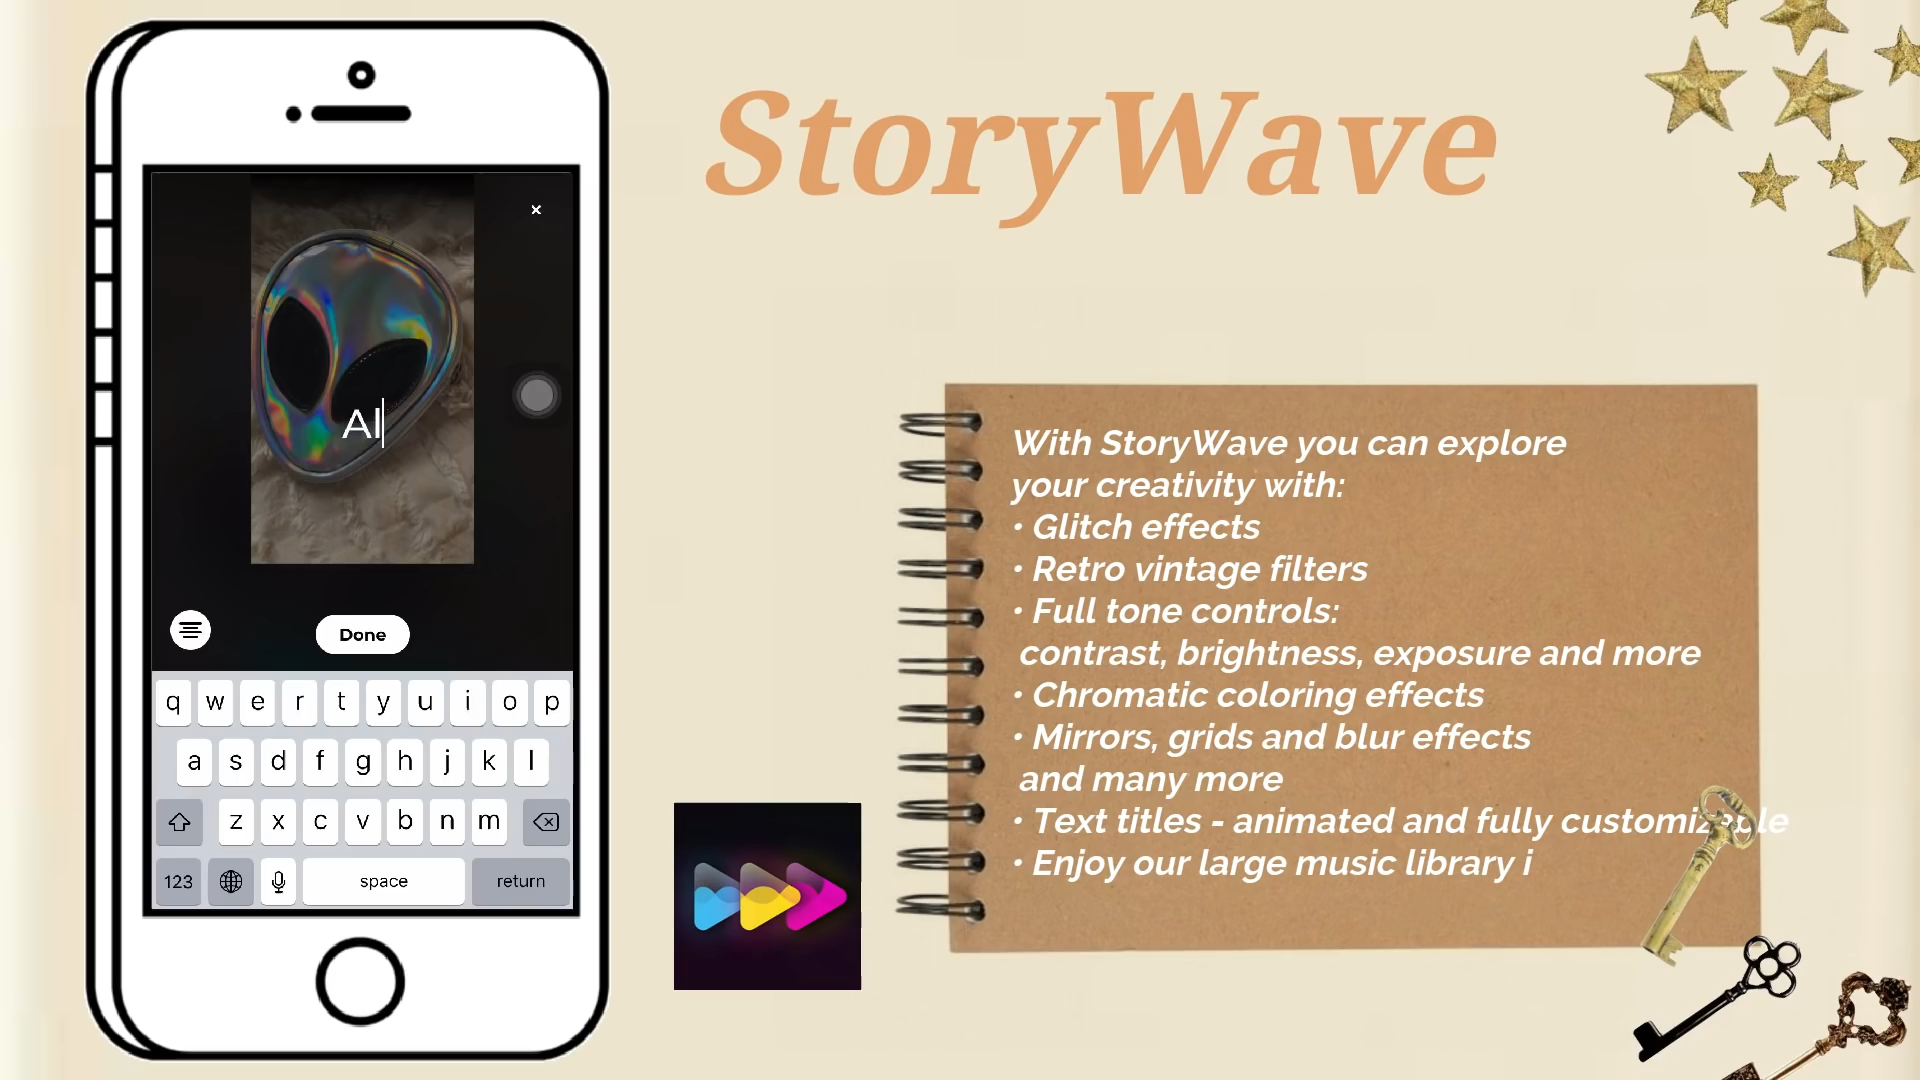 StoryWave
With StoryWave you can explore
your creativity with:
• Glitch effects
• Retro vintage filters
• Full tone controls:
contrast, brightness, exposure and more
• Chromatic coloring effects
• Mirrors, grids and blur effects
and many more
• Text titles - animated and fully customizable
• Enjoy our large music library i
Al
Done
q w e r t y u i o p
a s d f g h j k l
z x c v b n m
123 space return